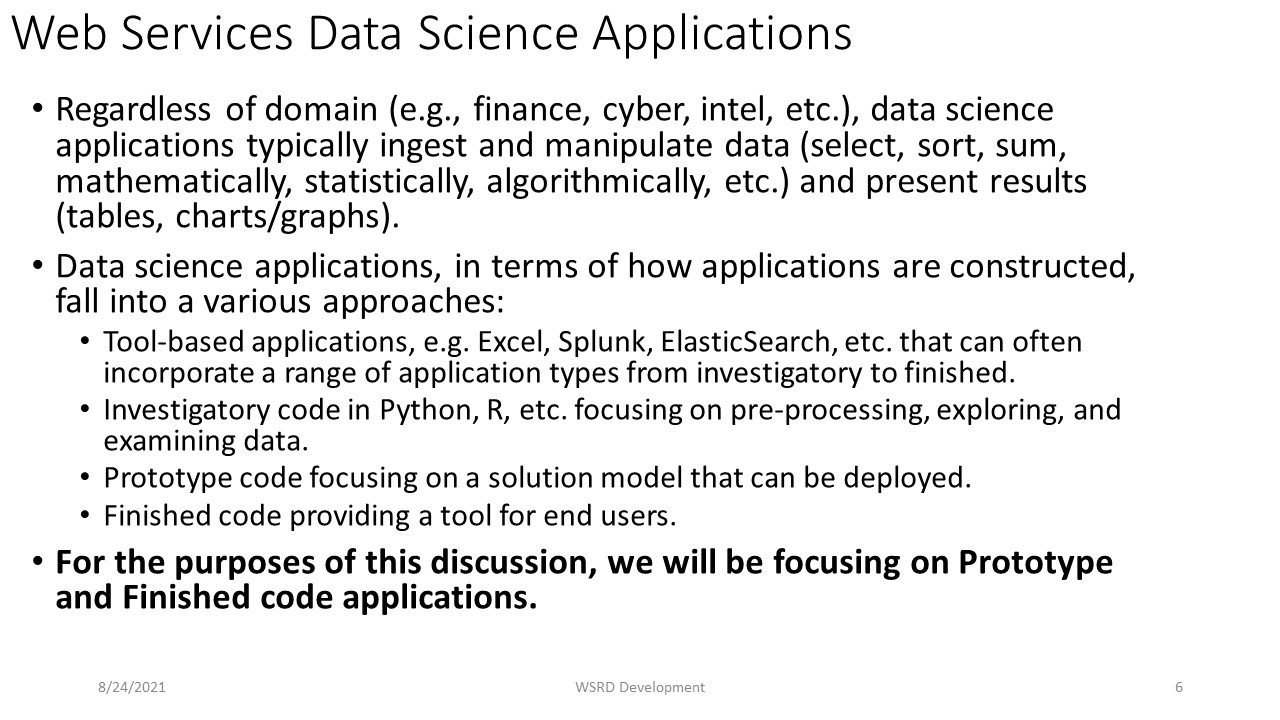 Web Services Data Science Applications
• Regardless of domain (e.g., finance, cyber, intel, etc.), data science
applications typically ingest and manipulate data (select, sort, sum,
mathematically, statistically, algorithmically, etc.) and present results
(tables, charts/graphs).
• Data science applications, in terms of how applications are constructed,
fall into a various approaches:
• Tool-based applications, e.g. Excel, Splunk, ElasticSearch, etc. that can often
incorporate a range of application types from investigatory to finished.
• Investigatory code in Python, R, etc. focusing on pre-processing, exploring, and
examining data.
• Prototype code focusing on a solution model that can be deployed.
• Finished code providing a tool for end users.
• For the purposes of this discussion, we will be focusing on Prototype
and Finished code applications.
8/24/2021
WSRD Development
6